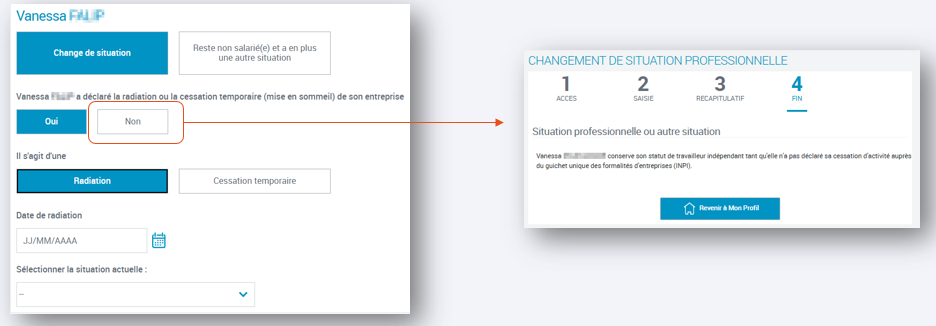 Vanessa
Change de situation
Reste non salarié(e) et a en plus
une autre situation
Vanessa a déclaré la radiation ou la cessation temporaire (mise en sommeil) de son entreprise
Oui
Non
Il s'agit d'une
Radiation
Cessation temporaire
Date de radiation
JJ/MM/AAAA
Sélectionner la situation actuelle :
--
CHANGEMENT DE SITUATION PROFESSIONNELLE
1 2 3 4
ACCES SAISIE RECAPITULATIF FIN
Situation professionnelle ou autre situation
Vanessa conserve son statut de travailleur indépendant tant qu'elle n'a pas déclaré sa cessation d'activité auprès
du guichet unique des formalités d'entreprises (INPI).
Revenir à Mon Profil